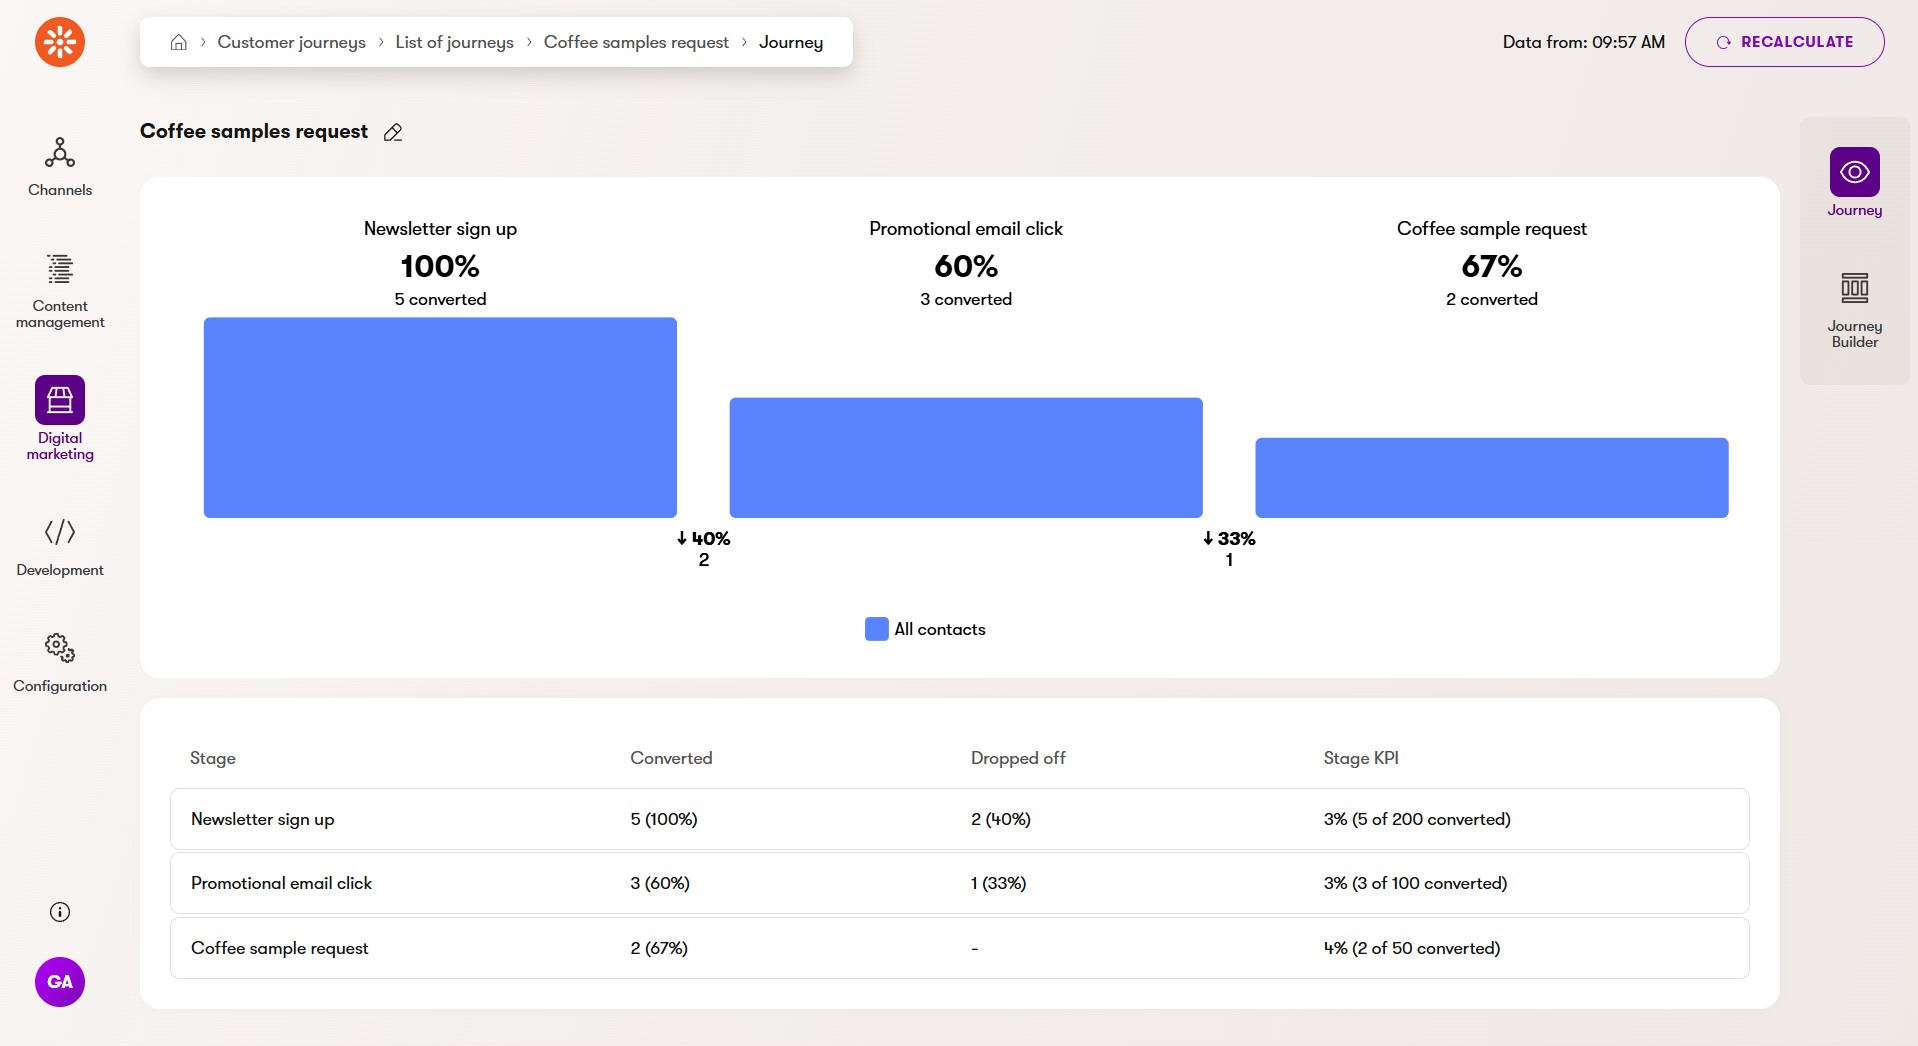 Customer journeys
List of journeys
Coffee samples request
Journey
Data from: 09:57 AM
RECALCULATE
Channels
Content
management
Digital
marketing
Development
Configuration
GA
Coffee samples request
Newsletter sign up
100%
5 converted
Promotional email click
60%
3 converted
Coffee sample request
67%
2 converted
↓ 40%
2
↓ 33%
1
All contacts
Stage Converted Dropped off Stage KPI
Newsletter sign up 5 (100%) 2 (40%) 3% (5 of 200 converted)
Promotional email click 3 (60%) 1 (33%) 3% (3 of 100 converted)
Coffee sample request 2 (67%) - 4% (2 of 50 converted)
Journey
Journey
Builder